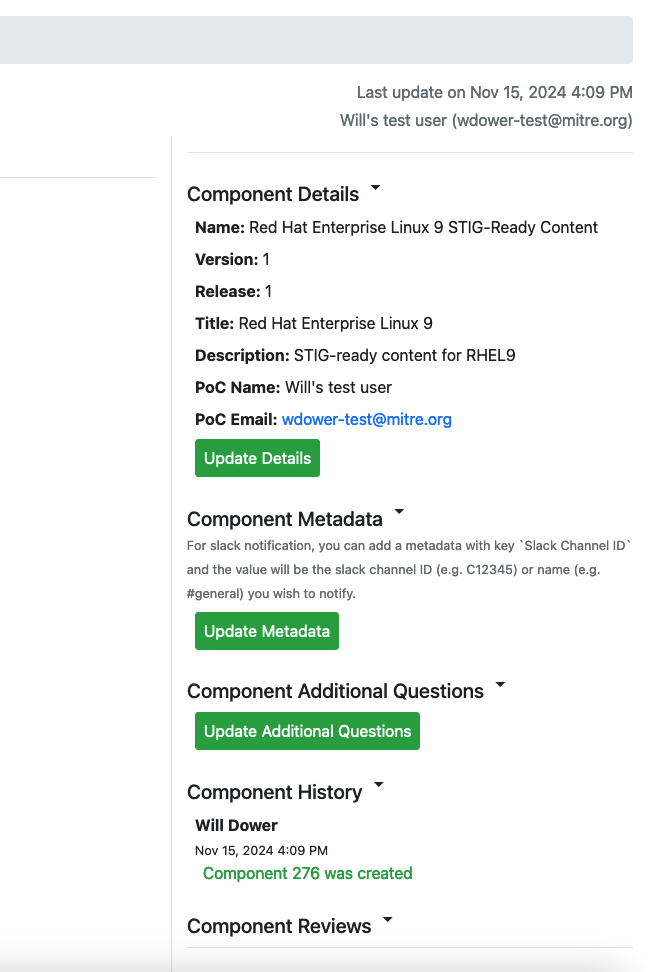 Last update on Nov 15, 2024 4:09 PM
Will's test user (wdower-test@mitre.org)
Component Details
Name: Red Hat Enterprise Linux 9 STIG-Ready Content
Version: 1
Release: 1
Title: Red Hat Enterprise Linux 9
Description: STIG-ready content for RHEL9
PoC Name: Will's test user
PoC Email: wdower-test@mitre.org
Update Details
Component Metadata
For slack notification, you can add a metadata with key `Slack Channel ID`
and the value will be the slack channel ID (e.g. C12345) or name (e.g.
#general) you wish to notify.
Update Metadata
Component Additional Questions
Update Additional Questions
Component History
Will Dower
Nov 15, 2024 4:09 PM
Component 276 was created
Component Reviews